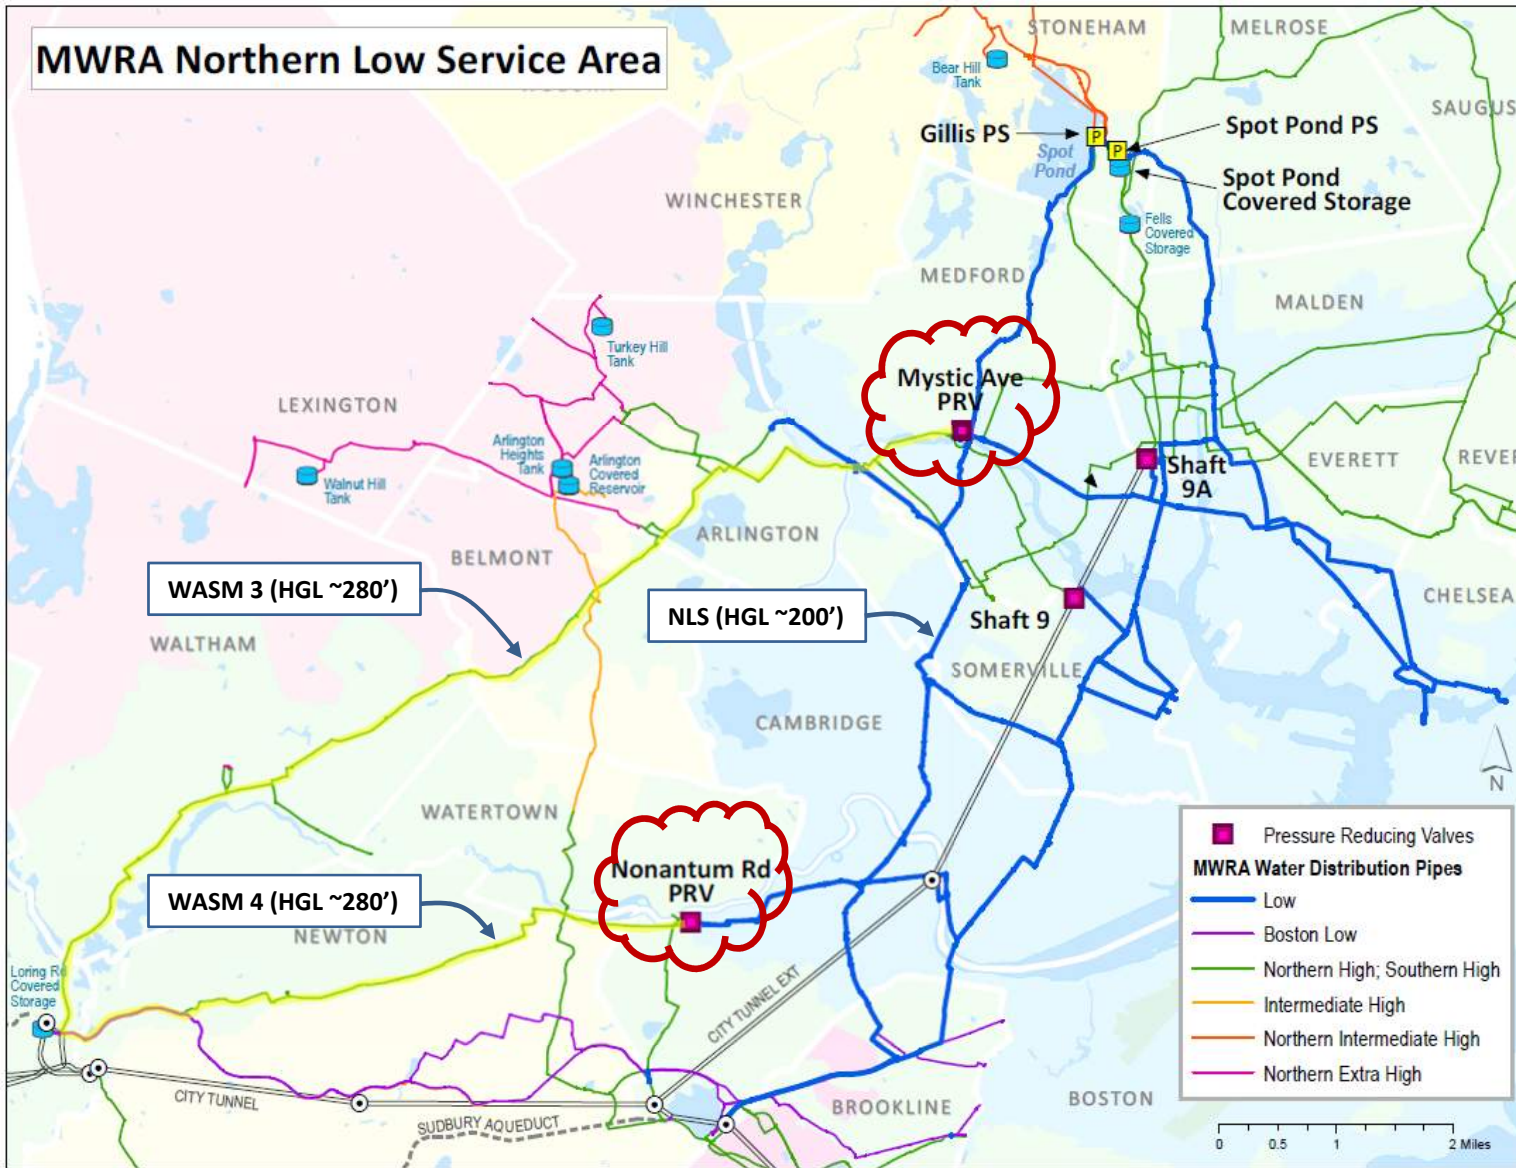 MWRA Northern Low Service Area
STONEHAM
MELROSE
Bear Hill
Tank
SAUGUS
Gillis PS
P
P
Spot Pond PS
Spot
Pond
Spot Pond
Covered Storage
WINCHESTER
Fells
Covered
Storage
MEDFORD
MALDEN
Turkey Hill
Tank
Mystic Ave
PRV
LEXINGTON
Arlington
Heights
Tank
Arlington
Covered
Reservoir
Walnut Hill
Tank
Shaft
9A
EVERETT
REVER
ARLINGTON
BELMONT
WASM 3 (HGL ~280')
NLS (HGL ~200')
CHELSEA
Shaft 9
WALTHAM
SOMERVILLE
CAMBRIDGE
N
WATERTOWN
Nonantum Rd
PRV
WASM 4 (HGL ~280')
NEWTON
Loring Rd
Covered
Storage
CITY TUNNEL EXT
CITY TUNNEL
SUDBURY AQUEDUCT
BROOKLINE
BOSTON
Pressure Reducing Valves
MWRA Water Distribution Pipes
Low
Boston Low
Northern High; Southern High
Intermediate High
Northern Intermediate High
Northern Extra High
0 0.5 1 2 Miles